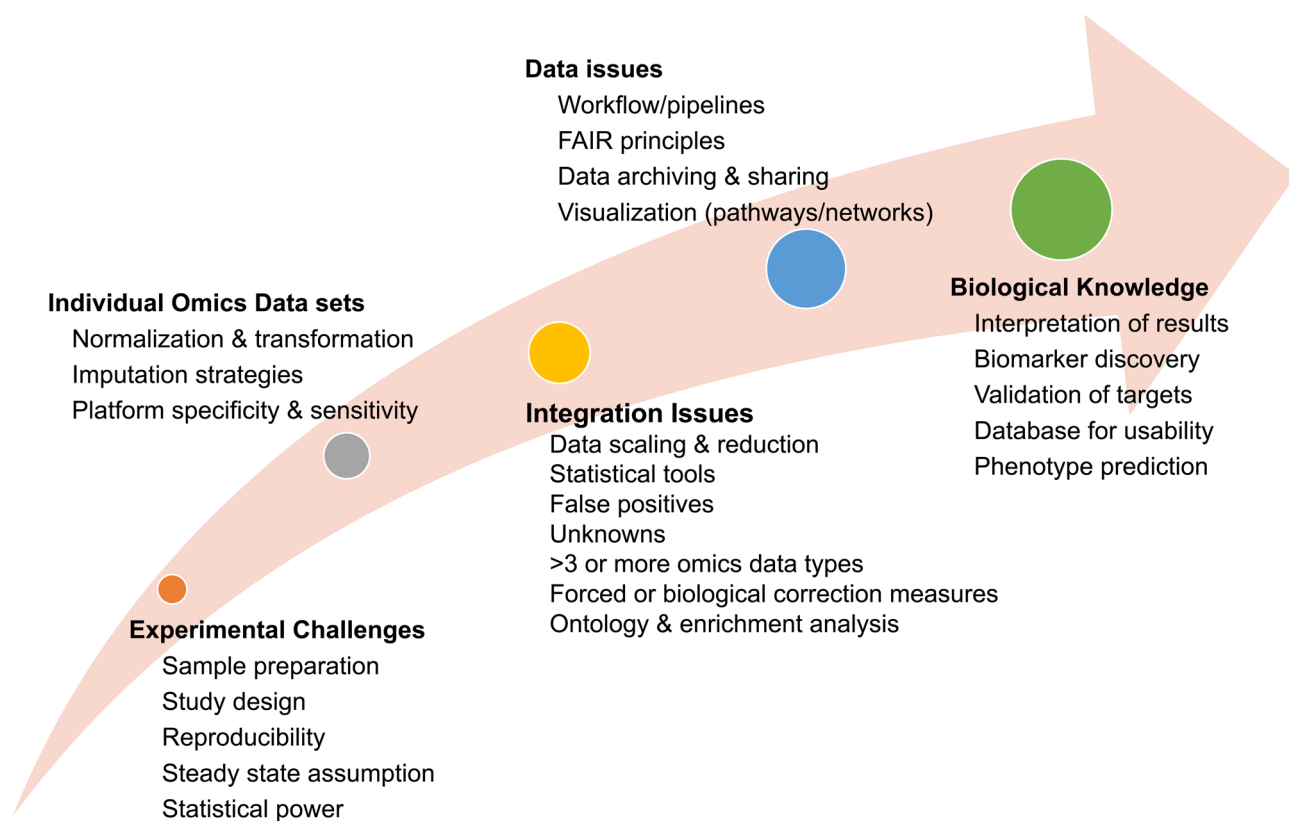 Data issues
Workflow/pipelines
FAIR principles
Data archiving & sharing
Visualization (pathways/networks)
Individual Omics Data sets
Normalization & transformation
Imputation strategies
Platform specificity & sensitivity
Biological Knowledge
Interpretation of results
Biomarker discovery
Validation of targets
Database for usability
Phenotype prediction
Integration Issues
Data scaling & reduction
Statistical tools
False positives
Unknowns
>3 or more omics data types
Forced or biological correction measures
Ontology & enrichment analysis
Experimental Challenges
Sample preparation
Study design
Reproducibility
Steady state assumption
Statistical power